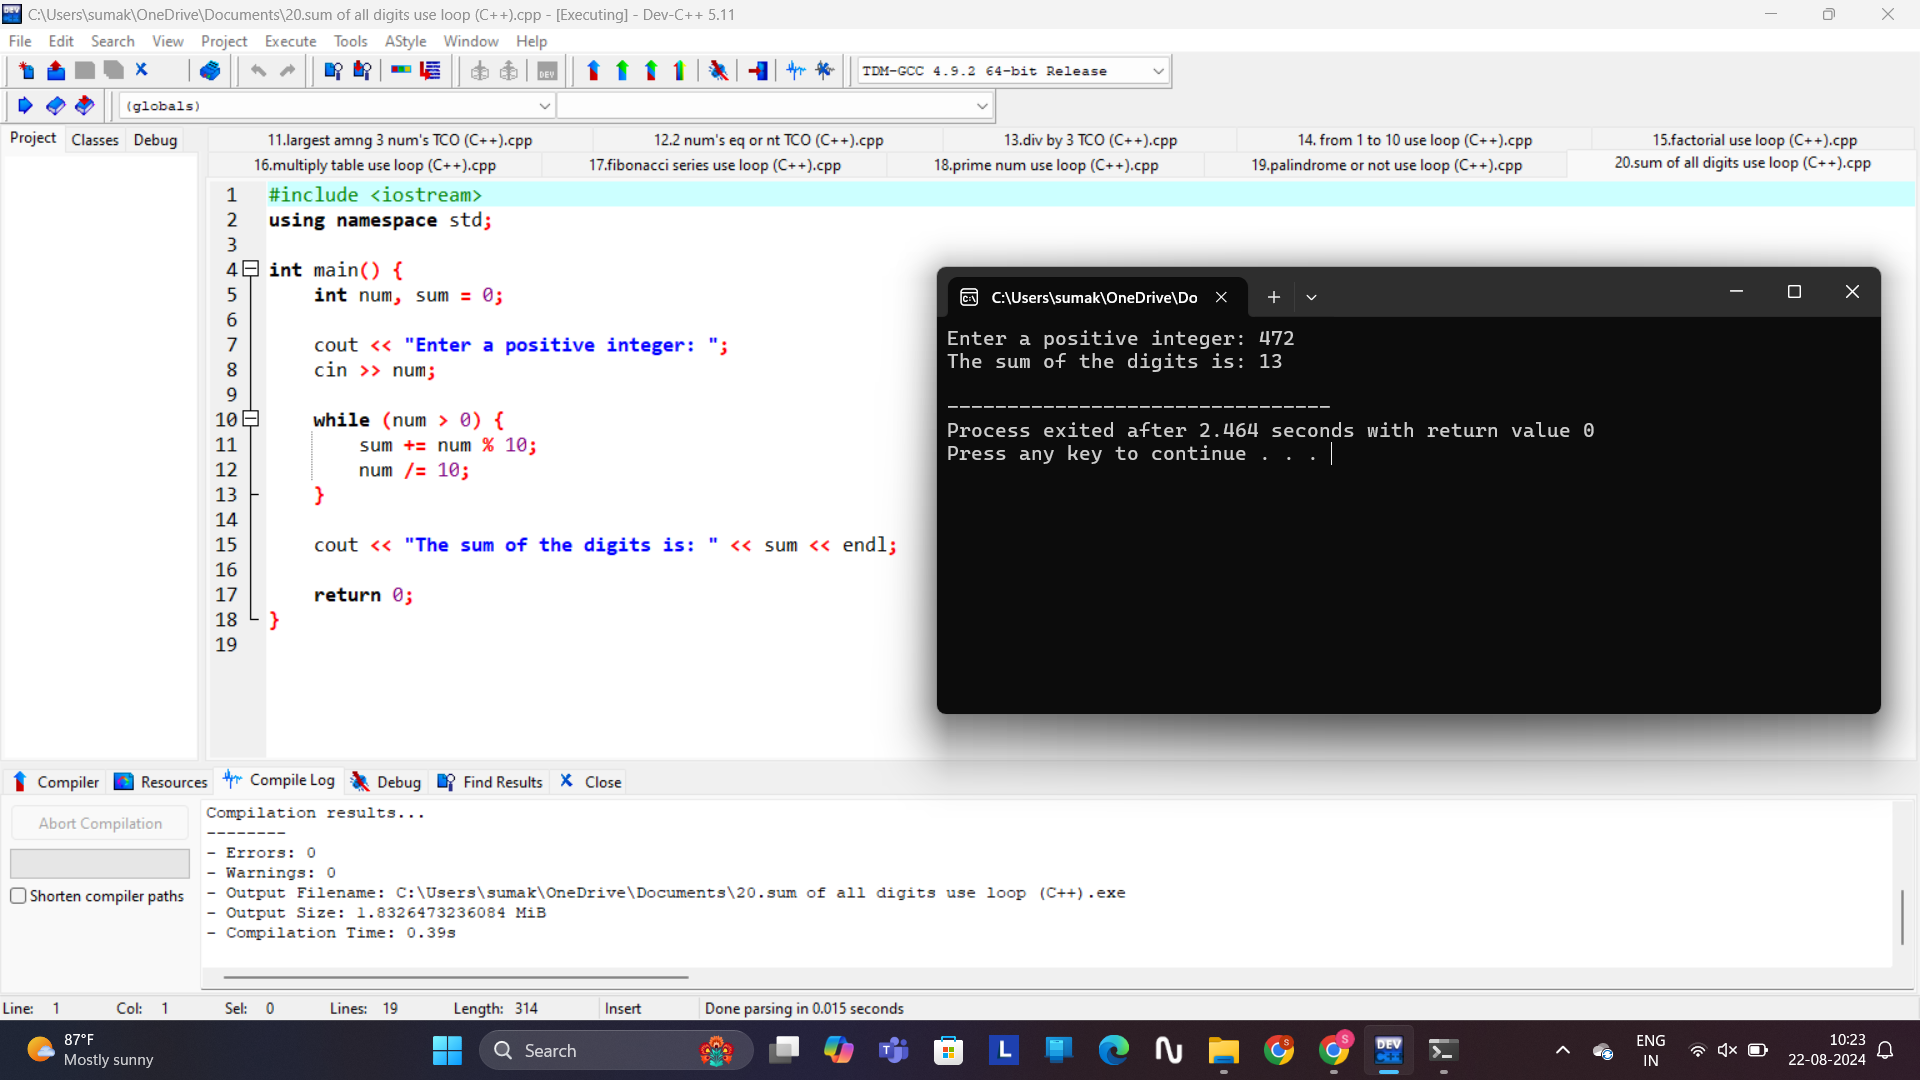 C:\Users\sumak\OneDrive\Documents\20.sum of all digits use loop (C++).cpp - [Executing] - Dev-C++ 5.11
File Edit Search View Project Execute Tools AStyle Window Help
TDM-GCC 4.9.2 64-bit Release
(globals)
Project Classes Debug
11.largest amng 3 num's TCO (C++).cpp 12.2 num's eq or nt TCO (C++).cpp 13.div by 3 TCO (C++).cpp 14. from 1 to 10 use loop (C++).cpp 15.factorial use loop (C++).cpp
16.multiply table use loop (C++).cpp 17.fibonacci series use loop (C++).cpp 18.prime num use loop (C++).cpp 19.palindrome or not use loop (C++).cpp 20.sum of all digits use loop (C++).cpp
1 #include <iostream>
2 using namespace std;
3
4 int main() {
5 int num, sum = 0;
6
7 cout << "Enter a positive integer: ";
8 cin >> num;
9
10 while (num > 0) {
11 sum += num % 10;
12 num /= 10;
13 }
14
15 cout << "The sum of the digits is: " << sum << endl;
16
17 return 0;
18 }
19
C:\Users\sumak\OneDrive\Do
Enter a positive integer: 472
The sum of the digits is: 13
--------------------------------
Process exited after 2.464 seconds with return value 0
Press any key to continue . . .
Compiler Resources Compile Log Debug Find Results Close
Abort Compilation
Shorten compiler paths
Compilation results...
--------
- Errors: 0
- Warnings: 0
- Output Filename: C:\Users\sumak\OneDrive\Documents\20.sum of all digits use loop (C++).exe
- Output Size: 1.8326473236084 MiB
- Compilation Time: 0.39s
Line: 1 Col: 1 Sel: 0 Lines: 19 Length: 314 Insert Done parsing in 0.015 seconds
87°F
Mostly sunny
Search
ENG
IN
10:23
22-08-2024